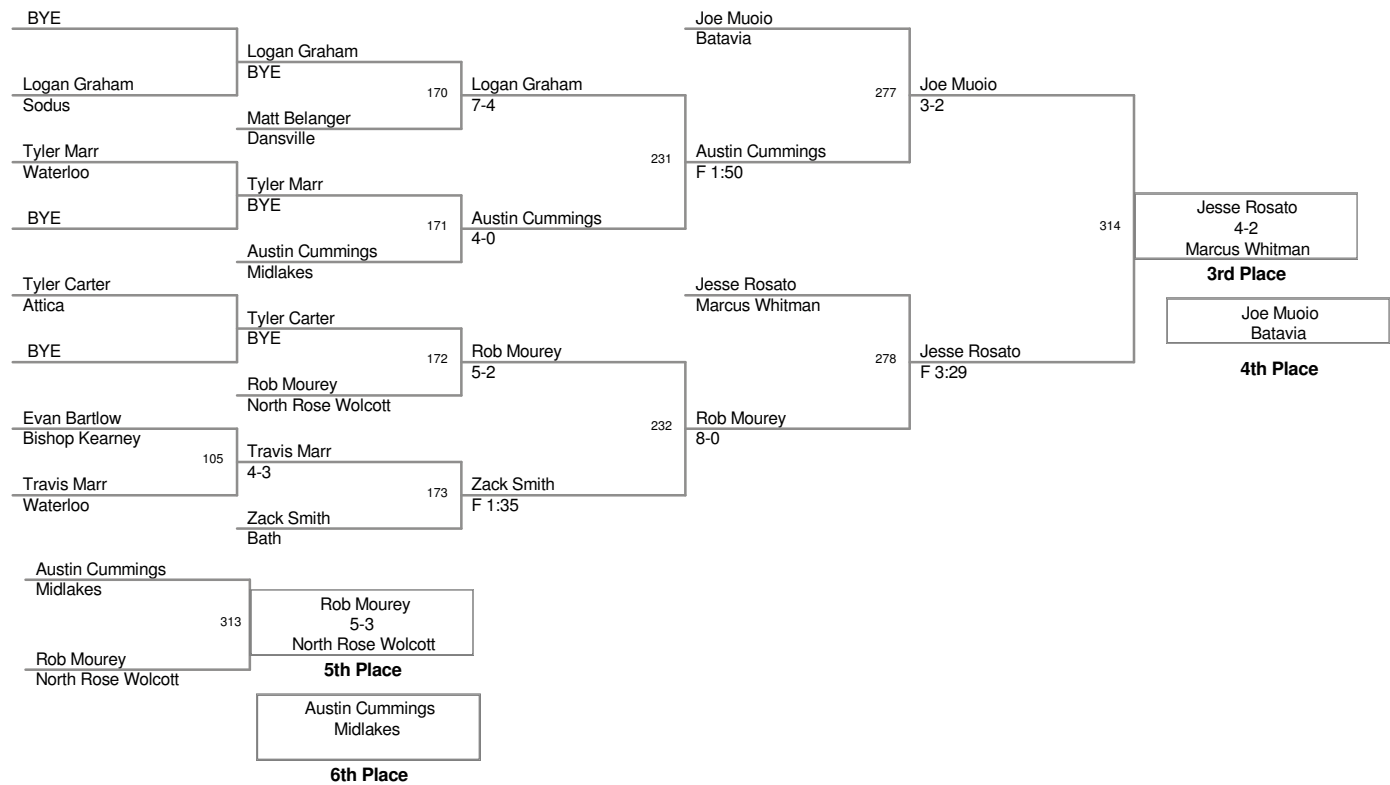 BYE
Logan Graham
Sodus
Tyler Marr
Waterloo
BYE
Tyler Carter
Attica
BYE
Evan Bartlow
Bishop Kearney
105
Travis Marr
Waterloo
Logan Graham
BYE
170
Matt Belanger
Dansville
Tyler Marr
BYE
171
Austin Cummings
Midlakes
Tyler Carter
BYE
172
Rob Mourey
North Rose Wolcott
Travis Marr
4-3
173
Zack Smith
Bath
Logan Graham
7-4
231
Austin Cummings
4-0
Rob Mourey
5-2
232
Zack Smith
F 1:35
Joe Muoio
Batavia
277
Austin Cummings
F 1:50
Jesse Rosato
Marcus Whitman
278
Rob Mourey
8-0
Joe Muoio
3-2
314
Jesse Rosato
F 3:29
Jesse Rosato
4-2
Marcus Whitman
3rd Place
Joe Muoio
Batavia
4th Place
Austin Cummings
Midlakes
313
Rob Mourey
North Rose Wolcott
Rob Mourey
5-3
North Rose Wolcott
5th Place
Austin Cummings
Midlakes
6th Place